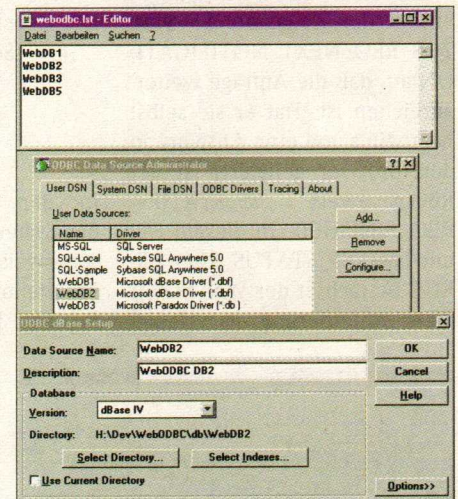 webodbc.lst - Editor
Datei Bearbeiten Suchen ?
WebDB1
WebDB2
WebDB3
WebDB5
ODBC Data Source Administrator
User DSN System DSN File DSN ODBC Drivers Tracing About
User Data Sources:
Name Driver
MS-SQL SQL Server
SQL-Local Sybase SQL Anywhere 5.0
SQL-Sample Sybase SQL Anywhere 5.0
WebDB1 Microsoft dBase Driver (*.dbf)
WebDB2 Microsoft dBase Driver (*.dbf)
WebDB3 Microsoft Paradox Driver (*.db )
Add...
Remove
Configure...
ODBC dBase Setup
Data Source Name: WebDB2
Description: WebODBC DB2
Database
Version: dBase IV
Directory: H:\Dev\WebODBC\db\WebDB2
Select Directory... Select Indexes...
Use Current Directory
OK
Cancel
Help
Options>>